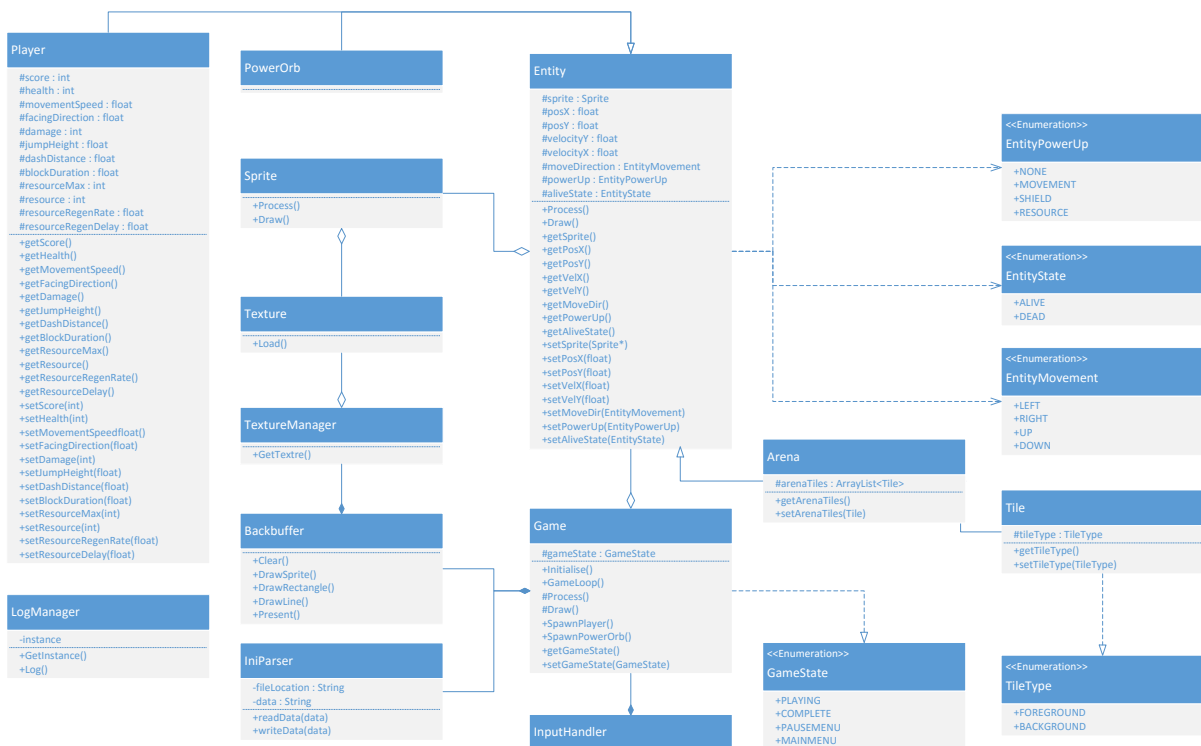 Player
#score : int
#health : int
#movementSpeed : float
#facingDirection : float
#damage : int
#jumpHeight : float
#dashDistance : float
#blockDuration : float
#resourceMax : int
#resource : int
#resourceRegenRate : float
#resourceRegenDelay : float
+getScore()
+getHealth()
+getMovementSpeed()
+getFacingDirection()
+getDamage()
+getJumpHeight()
+getDashDistance()
+getBlockDuration()
+getResourceMax()
+getResource()
+getResourceRegenRate()
+getResourceDelay()
+setScore(int)
+setHealth(int)
+setMovementSpeedfloat()
+setFacingDirection(float)
+setDamage(int)
+setJumpHeight(float)
+setDashDistance(float)
+setBlockDuration(float)
+setResourceMax(int)
+setResource(int)
+setResourceRegenRate(float)
+setResourceDelay(float)
LogManager
-instance
+GetInstance()
+Log()
PowerOrb
Sprite
+Process()
+Draw()
Texture
+Load()
TextureManager
+GetTextre()
Backbuffer
+Clear()
+DrawSprite()
+DrawRectangle()
+DrawLine()
+Present()
IniParser
-fileLocation : String
-data : String
+readData(data)
+writeData(data)
Entity
#sprite : Sprite
#posX : float
#posY : float
#velocityY : float
#velocityX : float
#moveDirection : EntityMovement
#powerUp : EntityPowerUp
#aliveState : EntityState
+Process()
+Draw()
+getSprite()
+getPosX()
+getPosY()
+getVelX()
+getVelY()
+getMoveDir()
+getPowerUp()
+getAliveState()
+setSprite(Sprite*)
+setPosX(float)
+setPosY(float)
+setVelX(float)
+setVelY(float)
+setMoveDir(EntityMovement)
+setPowerUp(EntityPowerUp)
+setAliveState(EntityState)
Game
#gameState : GameState
+Initialise()
+GameLoop()
#Process()
#Draw()
+SpawnPlayer()
+SpawnPowerOrb()
+getGameState()
+setGameState(GameState)
InputHandler
Arena
#arenaTiles : ArrayList<Tile>
+getArenaTiles()
+setArenaTiles(Tile)
<<Enumeration>>
GameState
+PLAYING
+COMPLETE
+PAUSEMENU
+MAINMENU
<<Enumeration>>
EntityPowerUp
+NONE
+MOVEMENT
+SHIELD
+RESOURCE
<<Enumeration>>
EntityState
+ALIVE
+DEAD
<<Enumeration>>
EntityMovement
+LEFT
+RIGHT
+UP
+DOWN
Tile
#tileType : TileType
+getTileType()
+setTileType(TileType)
<<Enumeration>>
TileType
+FOREGROUND
+BACKGROUND